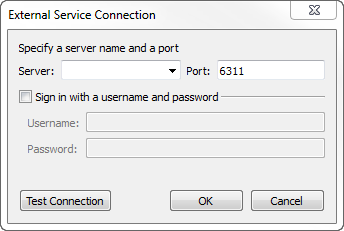 External Service Connection
Specify a server name and a port
Server: Port: 6311
Sign in with a username and password
Username:
Password:
Test Connection OK Cancel